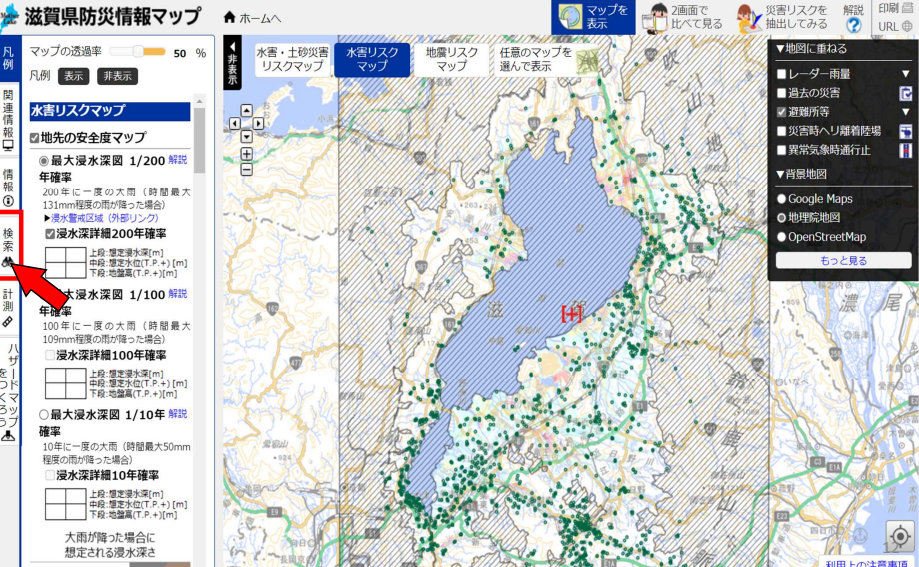 Mother Lake
滋賀県防災情報マップ
ホームへ
マップを
表示
2画面で
比べて見る
災害リスクを
抽出してみる
解説
印刷
URL
凡例
関連情報
情報
検索
計測
ハザードマップ
をつくろう
マップの透過率
50 %
凡例 表示 非表示
水害リスクマップ
地先の安全度マップ
最大浸水深図 1/200 解説
年確率
200年に一度の大雨(時間最大
131mm程度の雨が降った場合)
▶浸水警戒区域(外部リンク)
浸水深詳細200年確率
上段:想定浸水深[m]
中段:想定水位(T.P.+)[m]
下段:地盤高(T.P.+)[m]
大浸水深図 1/100 解説
年確率
100年に一度の大雨(時間最大
109mm程度の雨が降った場合)
浸水深詳細100年確率
上段:想定浸水深[m]
中段:想定水位(T.P.+)[m]
下段:地盤高(T.P.+)[m]
最大浸水深図 1/10年 解説
確率
10年に一度の大雨(時間最大50mm
程度の雨が降った場合)
浸水深詳細10年確率
上段:想定浸水深[m]
中段:想定水位(T.P.+)[m]
下段:地盤高(T.P.+)[m]
大雨が降った場合に
想定される浸水深さ
◀非表示
水害・土砂災害
リスクマップ
水害リスク
マップ
地震リスク
マップ
任意のマップを
選んで表示
▼地図に重ねる
レーダー雨量 ▼
過去の災害
避難所等 ▼
災害時ヘリ離着陸場
異常気象時通行止
▼背景地図
Google Maps
地理院地図
OpenStreetMap
もっと見る
滋
賀
濃
尾
鈴
鹿
E1
C3
E1A
E9
利用上の注意事項